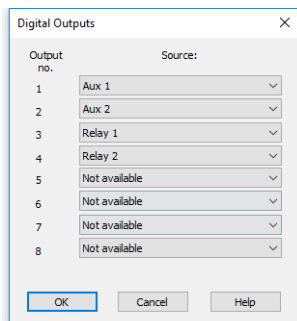 Digital Outputs
Output no.
Source:
1 Aux 1
2 Aux 2
3 Relay 1
4 Relay 2
5 Not available
6 Not available
7 Not available
8 Not available
OK Cancel Help